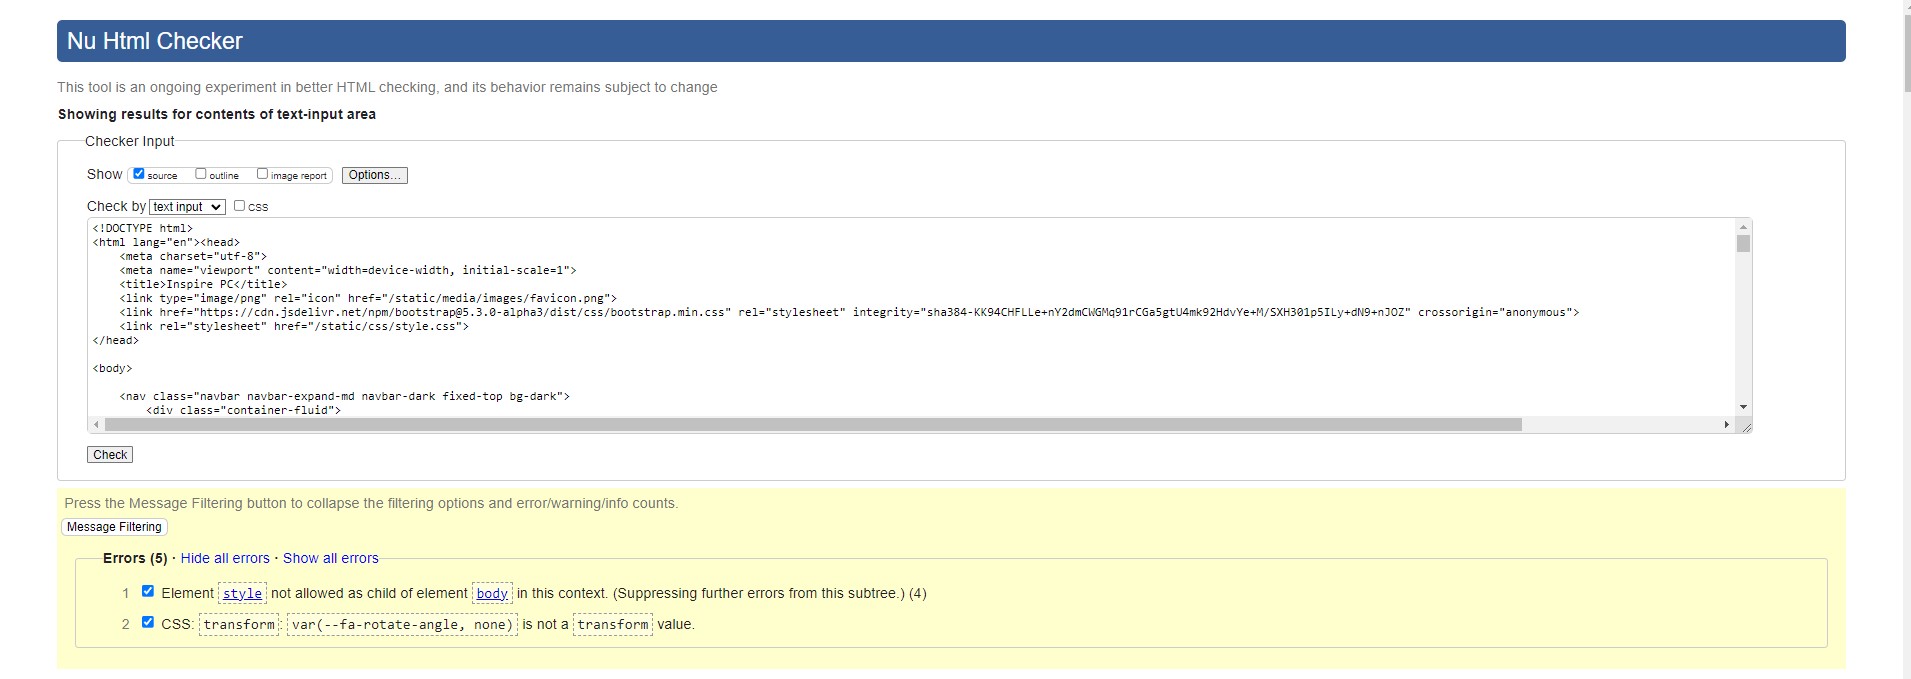 Nu Html Checker
This tool is an ongoing experiment in better HTML checking, and its behavior remains subject to change
Showing results for contents of text-input area
Checker Input
Show source outline image report Options...
Check by text input css
<!DOCTYPE html>
<html lang="en"><head>
    <meta charset="utf-8">
    <meta name="viewport" content="width=device-width, initial-scale=1">
    <title>Inspire PC</title>
    <link type="image/png" rel="icon" href="/static/media/images/favicon.png">
    <link href="https://cdn.jsdelivr.net/npm/bootstrap@5.3.0-alpha3/dist/css/bootstrap.min.css" rel="stylesheet" integrity="sha384-KK94CHFLLe+nY2dmCWGMq91rCGa5gtU4mk92HdvYe+M/SXH301p5ILy+dN9+nJOZ" crossorigin="anonymous">
    <link rel="stylesheet" href="/static/css/style.css">
</head>
<body>
    <nav class="navbar navbar-expand-md navbar-dark fixed-top bg-dark">
        <div class="container-fluid">
Check
Press the Message Filtering button to collapse the filtering options and error/warning/info counts.
Message Filtering
Errors (5) · Hide all errors · Show all errors
1 Element style not allowed as child of element body in this context. (Suppressing further errors from this subtree.) (4)
2 CSS: transform: var(--fa-rotate-angle, none) is not a transform value.